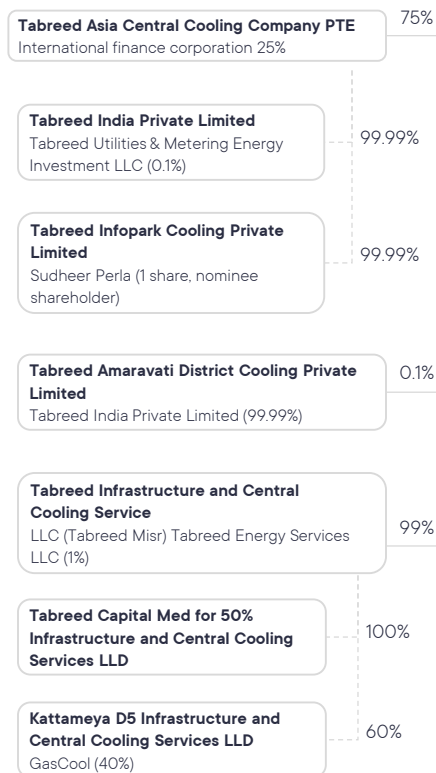 Tabreed Asia Central Cooling Company PTE
International finance corporation 25%
75%
Tabreed India Private Limited
Tabreed Utilities & Metering Energy
Investment LLC (0.1%)
99.99%
Tabreed Infopark Cooling Private
Limited
Sudheer Perla (1 share, nominee
shareholder)
99.99%
Tabreed Amaravati District Cooling Private
Limited
Tabreed India Private Limited (99.99%)
0.1%
Tabreed Infrastructure and Central
Cooling Service
LLC (Tabreed Misr) Tabreed Energy Services
LLC (1%)
99%
Tabreed Capital Med for 50%
Infrastructure and Central Cooling
Services LLD
100%
Kattameya D5 Infrastructure and
Central Cooling Services LLD
GasCool (40%)
60%